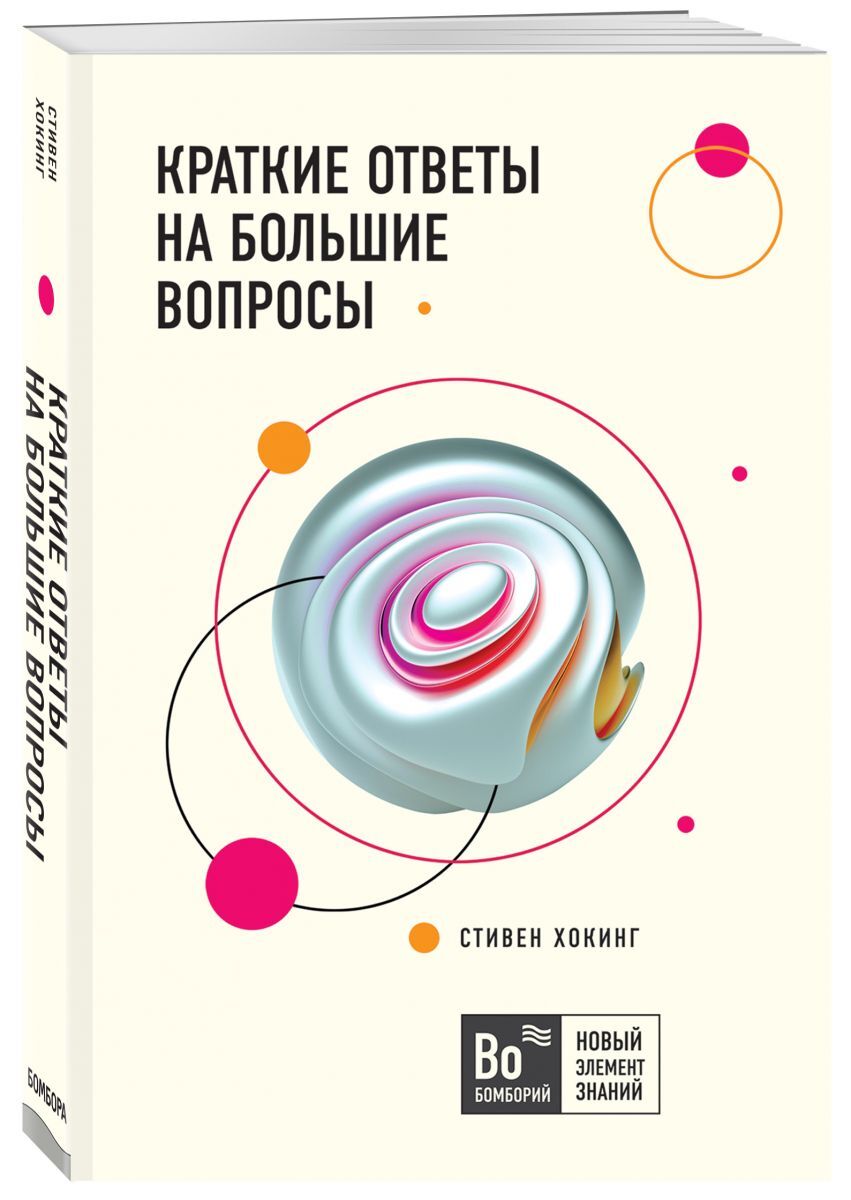 КРАТКИЕ ОТВЕТЫ
НА БОЛЬШИЕ
ВОПРОСЫ
СТИВЕН ХОКИНГ
Bo
БОМБОРИЙ
НОВЫЙ
ЭЛЕМЕНТ
ЗНАНИЙ
СТИВЕН
ХОКИНГ
КРАТКИЕ ОТВЕТЫ
НА БОЛЬШИЕ ВОПРОСЫ
БОМБОРА